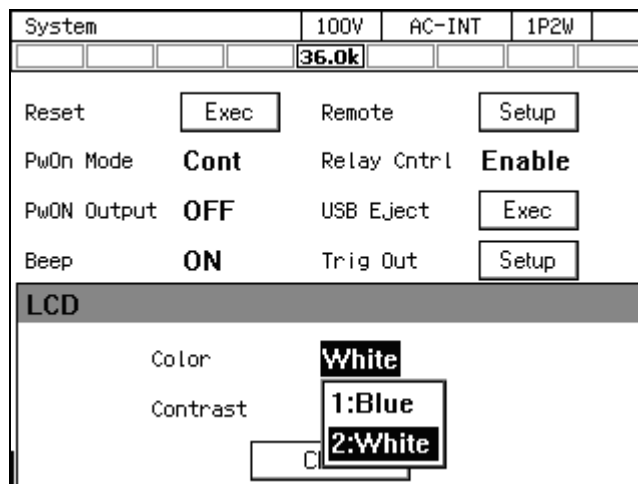 System 100V AC-INT 1P2W
36.0k
Reset Exec Remote Setup
PwOn Mode Cont Relay Cntrl Enable
PwON Output OFF USB Eject Exec
Beep ON Trig Out Setup
LCD
Color White
Contrast 1:Blue
2:White